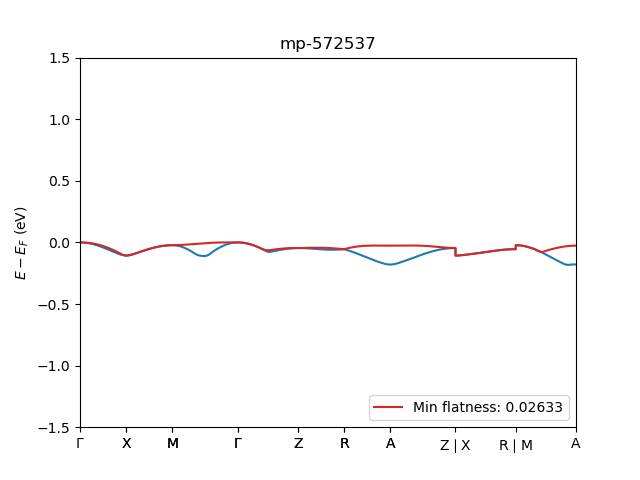 mp-572537
1.5
1.0
0.5
0.0
−0.5
−1.0
−1.5
E − E_F (eV)
Min flatness: 0.02633
Γ X M Γ Z R A Z | X R | M A